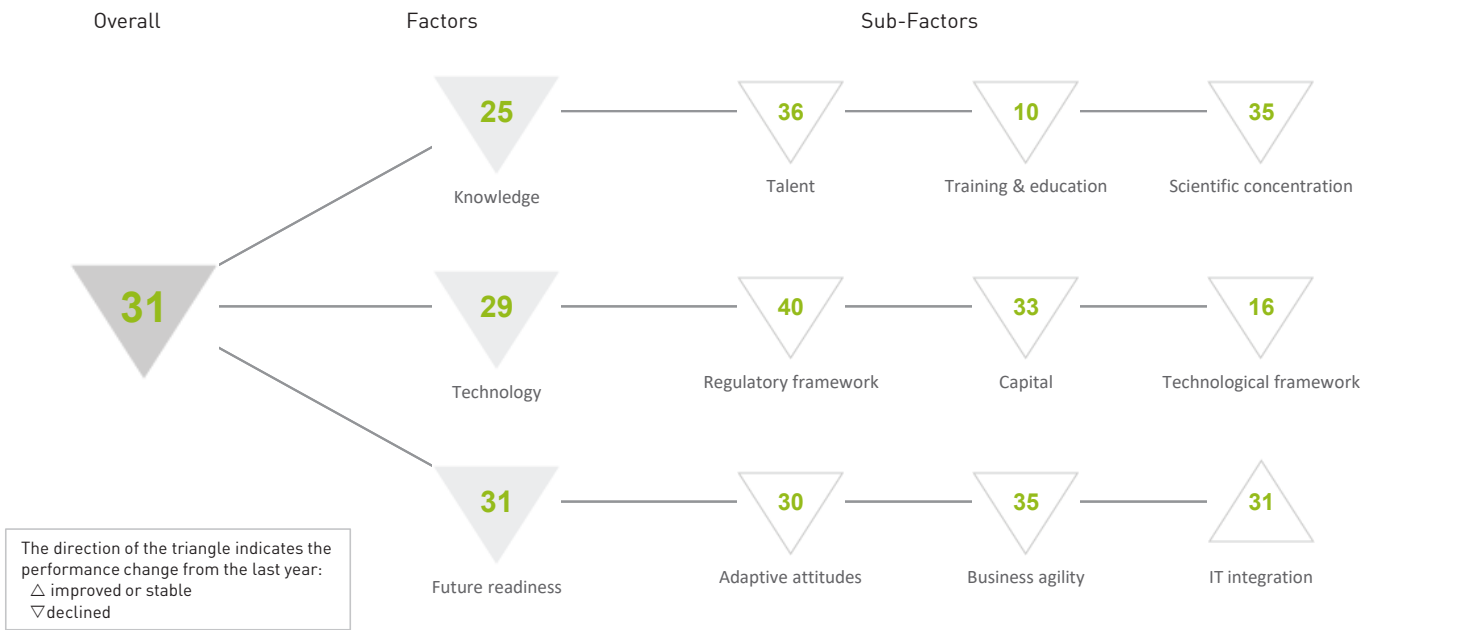 Overall Factors Sub-Factors
25 36 10 35
Knowledge Talent Training & education Scientific concentration
31 29 40 33 16
Technology Regulatory framework Capital Technological framework
31 30 35 31
Future readiness Adaptive attitudes Business agility IT integration
The direction of the triangle indicates the
performance change from the last year:
△ improved or stable
▽declined